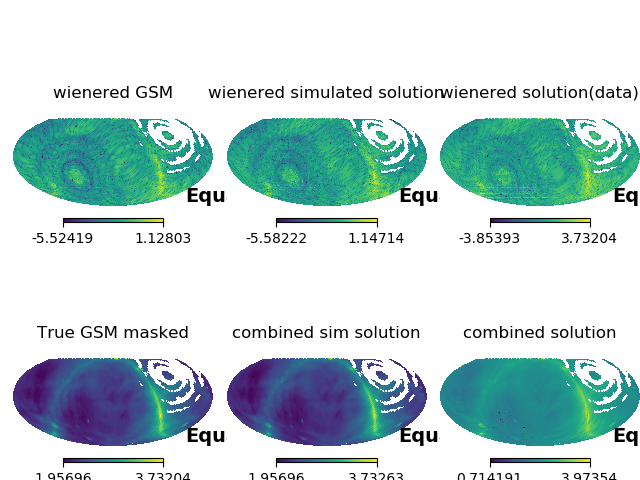 wienered GSM
wienered simulated solution
wienered solution(data)
Equ
Equ
Eq
-5.52419
1.12803
-5.58222
1.14714
-3.85393
3.73204
True GSM masked
combined sim solution
combined solution
Equ
Equ
Eq
1.95696
3.73204
1.95696
3.73263
0.714191
3.97354